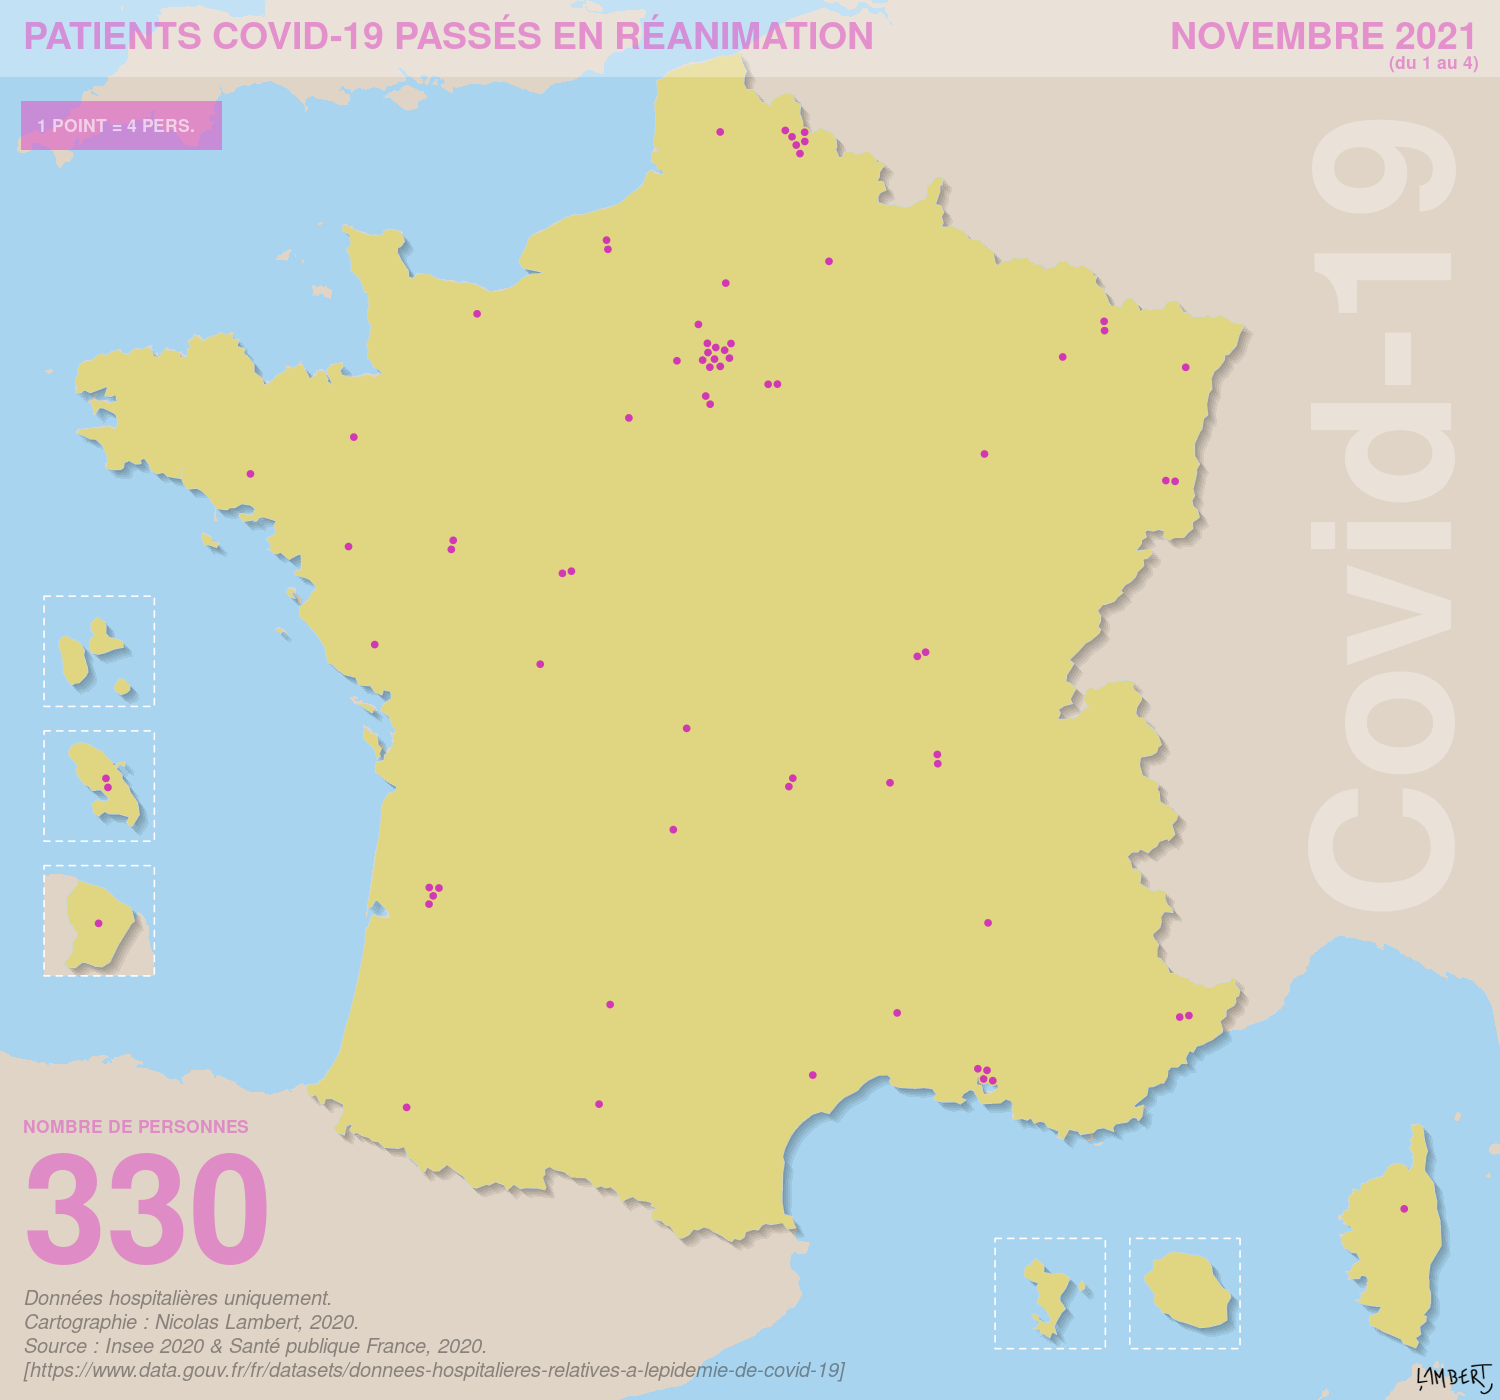 PATIENTS COVID-19 PASSÉS EN RÉANIMATION
NOVEMBRE 2021
(du 1 au 4)
1 POINT = 4 PERS.
Covid-19
NOMBRE DE PERSONNES
330
Données hospitalières uniquement.
Cartographie : Nicolas Lambert, 2020.
Source : Insee 2020 & Santé publique France, 2020.
[https://www.data.gouv.fr/fr/datasets/donnees-hospitalieres-relatives-a-lepidemie-de-covid-19]
LAMBERT